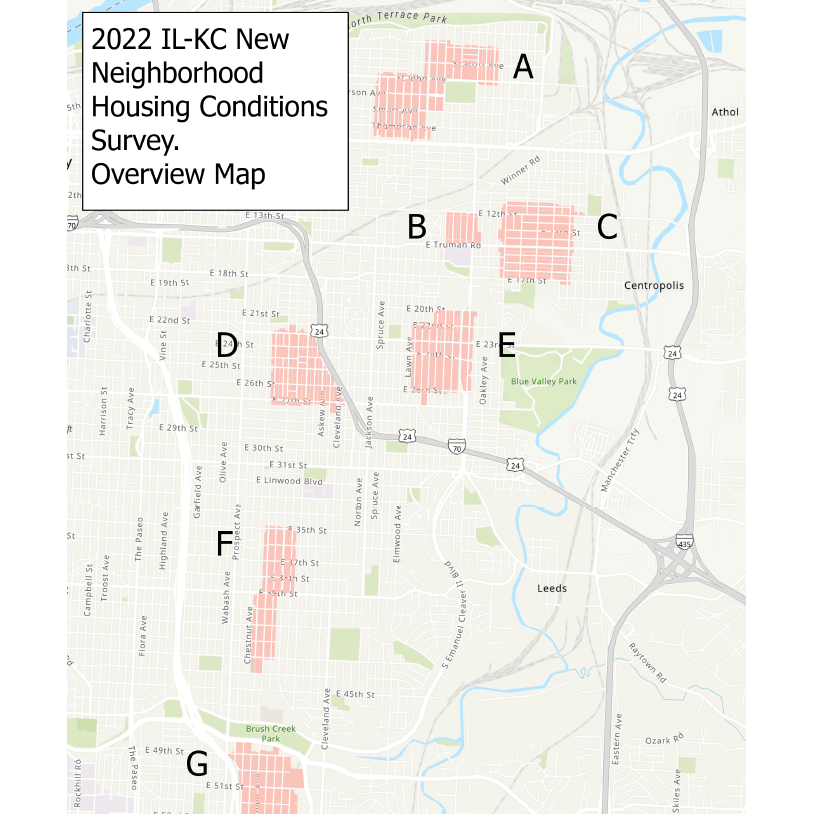 2022 IL-KC New
Neighborhood
Housing Conditions
Survey.
Overview Map
orth Terrace Park
A
Athol
Winner Rd
E 12th St
E 13th St
B
C
E Truman Rd
70
E 17th St
E 18th St
E 19th St
Centropolis
Charlotte St
E 20th St
E 21st St
E 22nd St
Vine St
24
Spruce Ave
D
E 24th St
E 23rd St
E
24
E 25th St
Lawn Ave
Oakley Ave
E 26th St
Blue Valley Park
24
E 27th St
Harrison St
Tracy Ave
Askew Ave
Cleveland Ave
Jackson Ave
E 29th St
24
70
24
E 30th St
Olive Ave
E 31st St
E Linwood Blvd
Garfield Ave
Norton Ave
Spruce Ave
Manchester Trfy
The Paseo
Highland Ave
Prospect Ave
Elmwood Ave
E 35th St
F
435
E 37th St
E 38th St
E 39th St
Campbell St
Troost Ave
Wabash Ave
Leeds
S Emanuel Cleaver II Blvd
Flora Ave
Chestnut Ave
Raytown Rd
E 45th St
Cleveland Ave
Brush Creek
Park
Eastern Ave
Ozark Rd
E 49th St
G
The Paseo
Rockhill Rd
E 51st St
Skiles Ave